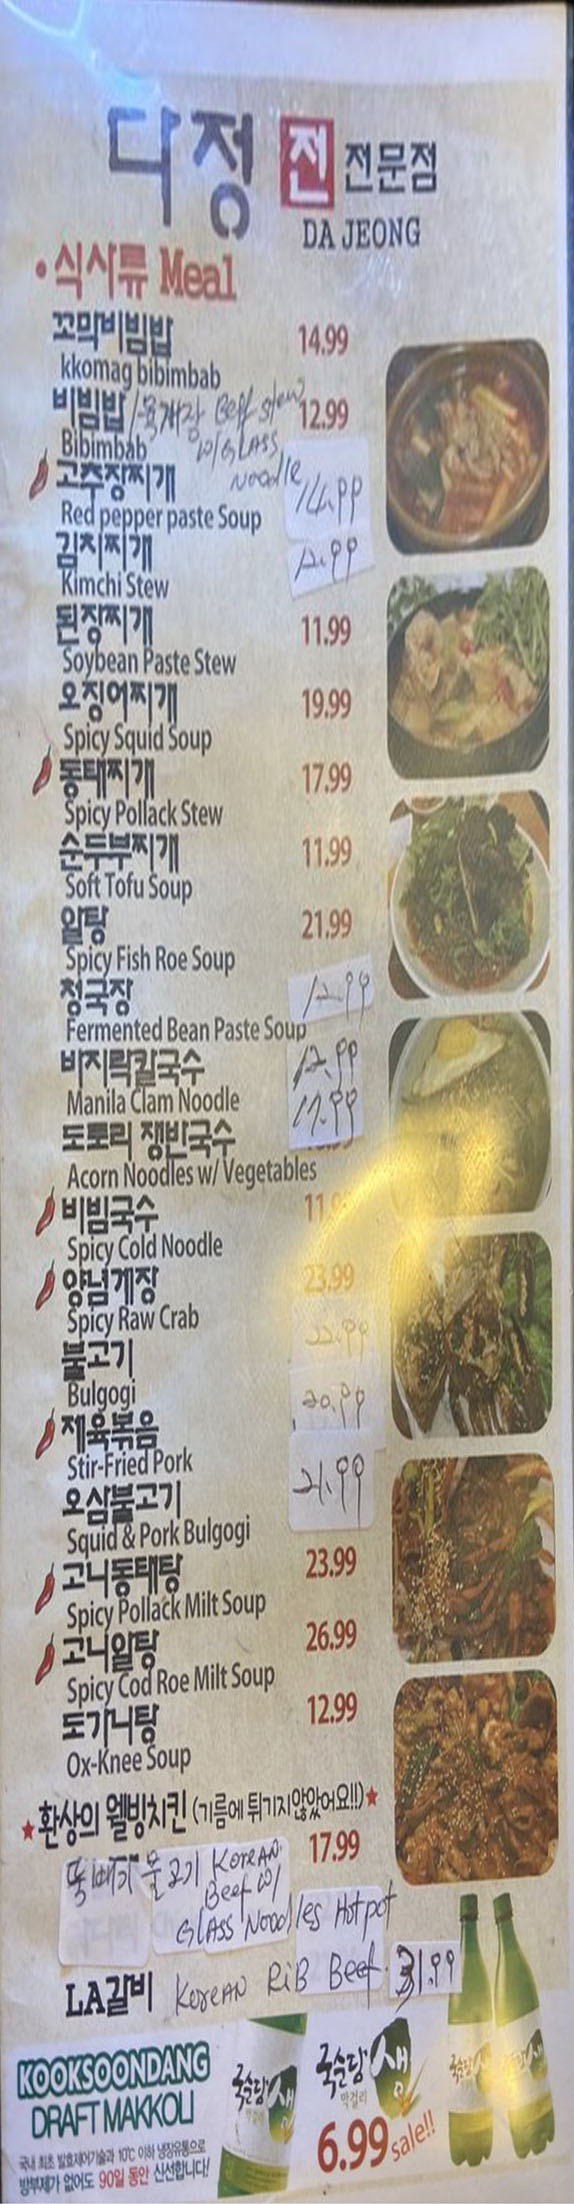 다정 전 전문점
DA JEONG
• 식사류 Meal
꼬막비빔밥 14.99
kkomag bibimbab
비빔밥/육개장 Beef stew 12.99
Bibimbab W/GLASS
Noodle
고추장찌개 14.99
Red pepper paste Soup
김치찌개 12.99
Kimchi Stew
된장찌개 11.99
Soybean Paste Stew
오징어찌개 19.99
Spicy Squid Soup
동태찌개 17.99
Spicy Pollack Stew
순두부찌개 11.99
Soft Tofu Soup
알탕 21.99
Spicy Fish Roe Soup
청국장 12.99
Fermented Bean Paste Soup
바지락칼국수 12.99
Manila Clam Noodle
도토리 쟁반국수 17.99
Acorn Noodles w/ Vegetables
비빔국수
Spicy Cold Noodle
양념게장 23.99
Spicy Raw Crab
불고기 22.99
Bulgogi
제육볶음 20.99
Stir-Fried Pork
오삼불고기 21.99
Squid & Pork Bulgogi
고니동태탕 23.99
Spicy Pollack Milt Soup
고니알탕 26.99
Spicy Cod Roe Milt Soup
도가니탕 12.99
Ox-Knee Soup
★환상의 웰빙치킨 (기름에 튀기지않았어요!!)★
17.99
뚝배기 불고기 Korean
Beef W/
GLASS Noodles Hotpot
LA갈비 Korean RiB Beef 31.99
KOOKSOONDANG
DRAFT MAKKOLI
국내 최초 발효제어기술과 10℃ 이하 냉장유통으로
방부제가 없어도 90일 동안 신선합니다!
국순당 생
국순당 생
막걸리
6.99 sale!!
국순당 생